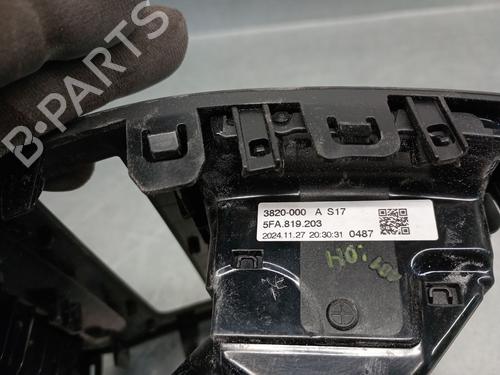 B-PARTS
3820-000 A S17
5FA.819.203
2024.11.27 20:30:31 0487